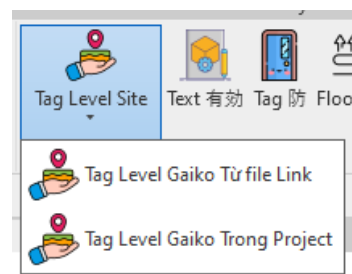 Tag Level Site
Text 有効
Tag 防
Floo
Tag Level Gaiko Từ file Link
Tag Level Gaiko Trong Project